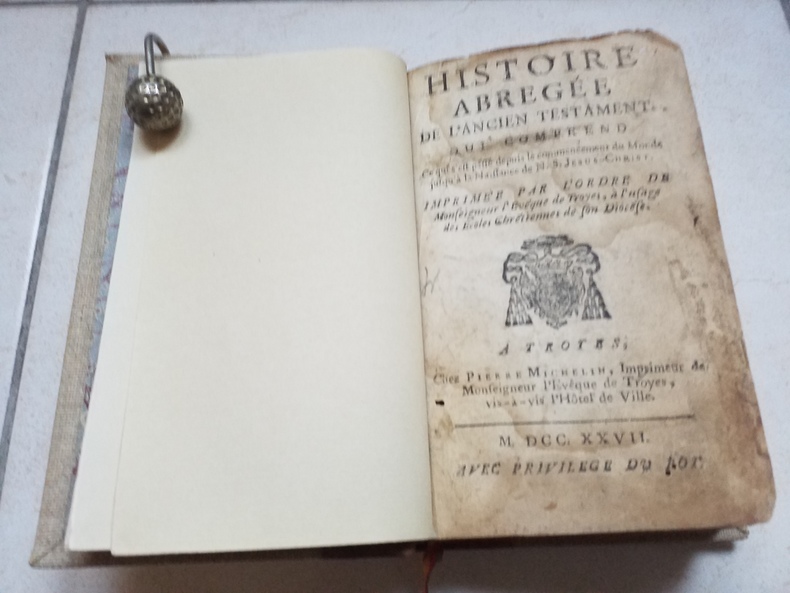 HISTOIRE
ABREGÉE
DE L'ANCIEN TESTAMENT.
QUI COMPREND
Ce qui s'est passé depuis le commencement du Monde
jusqu'à la Naissance de N. S. JESUS-CHRIST.
IMPRIMÉE PAR L'ORDRE DE
Monseigneur l'Evêque de Troyes, à l'usage
des Ecoles Chrétiennes de son Diocèse.
A TROYES,
Chez PIERRE MICHELIN, Imprimeur de
Monseigneur l'Evêque de Troyes,
vis-à-vis l'Hôtel de Ville.
M. DCC. XXVII.
AVEC PRIVILEGE DU ROY.